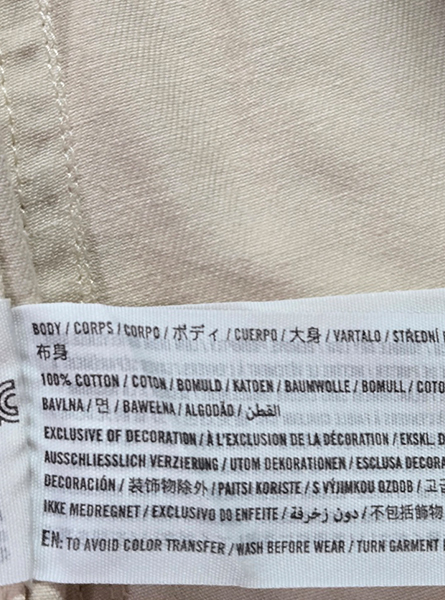 BODY / CORPS / CORPO / ボディ / CUERPO / 大身 / VARTALO / STŘEDNÍ
布身
100% COTTON / COTON / BOMULD / KATOEN / BAUMWOLLE / BOMULL / COTO
BAVLNA / 면 / BAWEŁNA / ALGODÃO / القطن
EXCLUSIVE OF DECORATION / À L'EXCLUSION DE LA DÉCORATION / EKSKL. D
AUSSCHLIESSLICH VERZIERUNG / UTOM DEKORATIONEN / ESCLUSA DECORA
DECORACIÓN / 装飾物除外 / PAITSI KORISTE / S VÝJIMKOU OZDOB / 고급
IKKE MEDREGNET / EXCLUSIVO DO ENFEITE / دون زخرفة / 不包括飾物
EN: TO AVOID COLOR TRANSFER / WASH BEFORE WEAR / TURN GARMENT